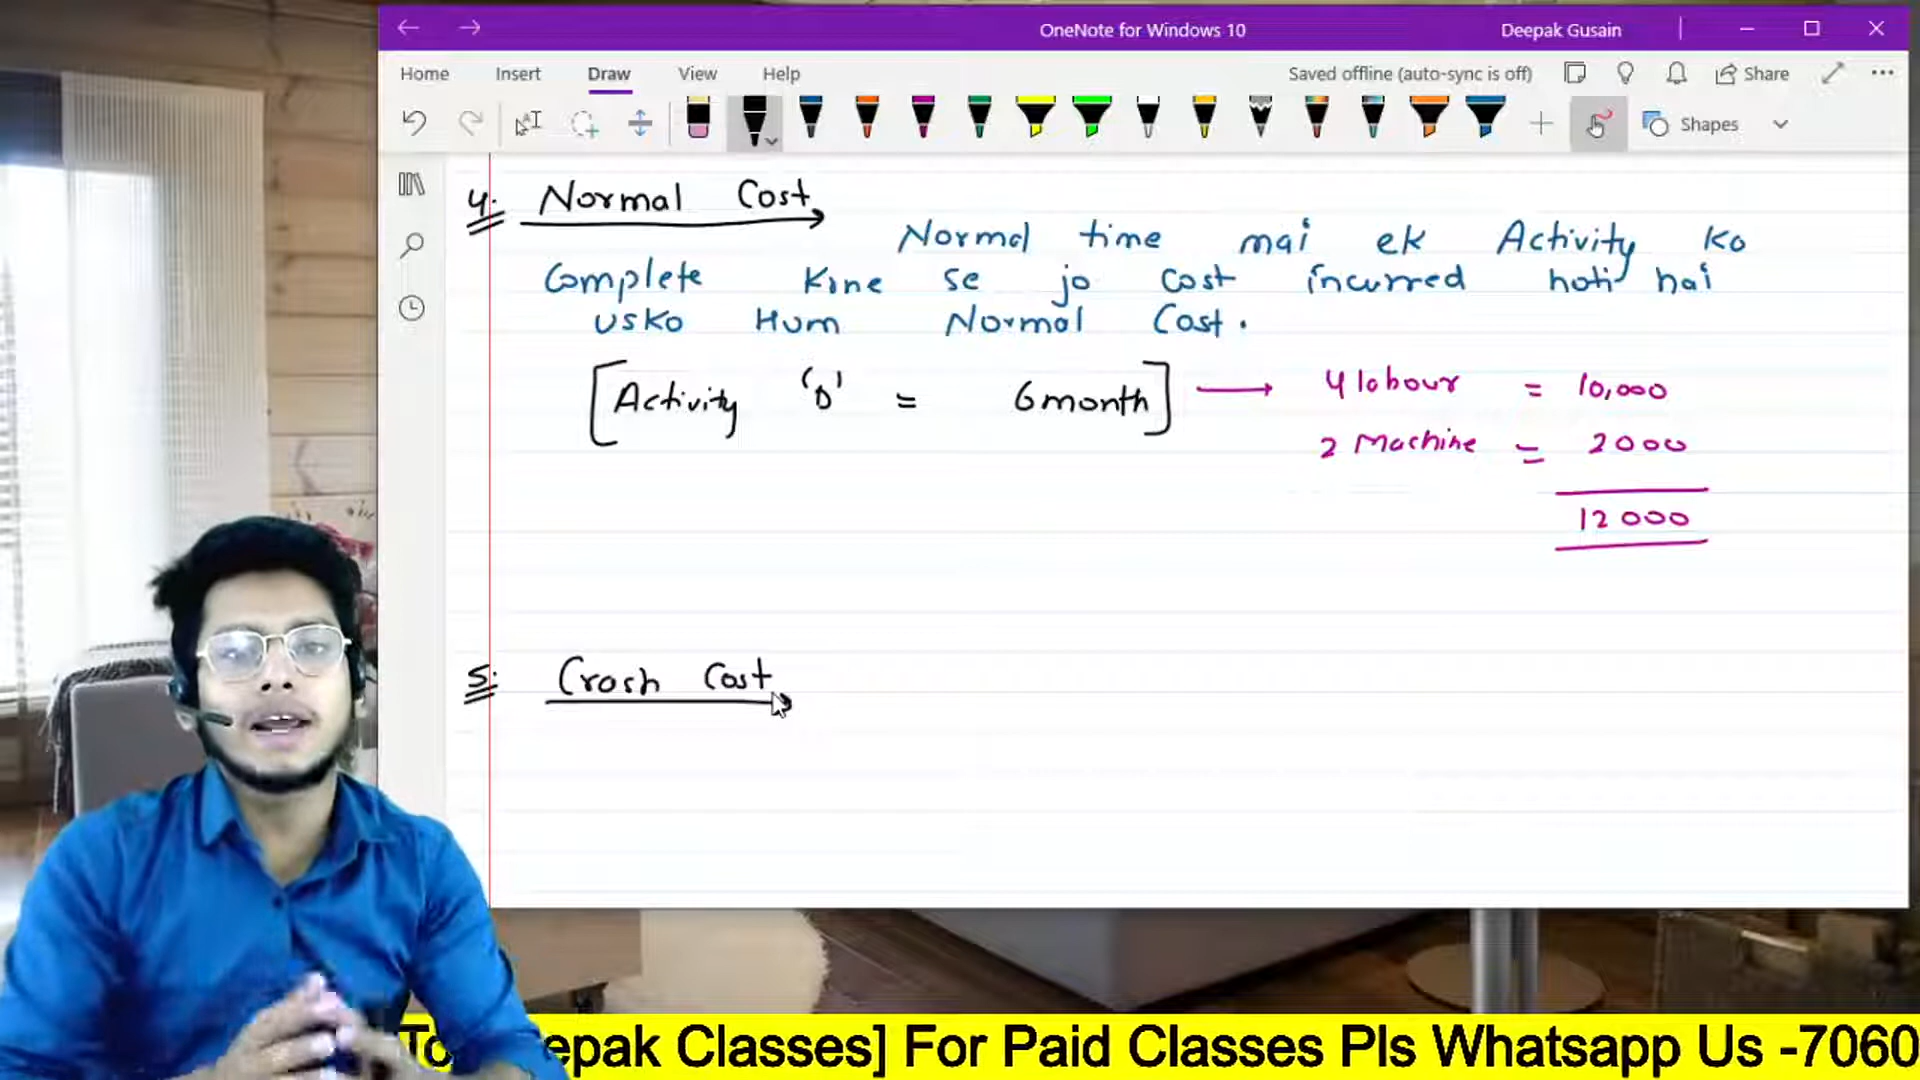 OneNote for Windows 10
Deepak Gusain
Home Insert Draw View Help
Saved offline (auto-sync is off)
Share
Shapes
4. Normal Cost
Normal time mai ek Activity ko
Complete krne se jo cost incurred hoti hai
usko Hum Normal Cost.
[Activity 'D' = 6 month] → 4 labour = 10,000
2 Machine = 2000
12000
5. Crash Cost
epak Classes] For Paid Classes Pls Whatsapp Us -7060